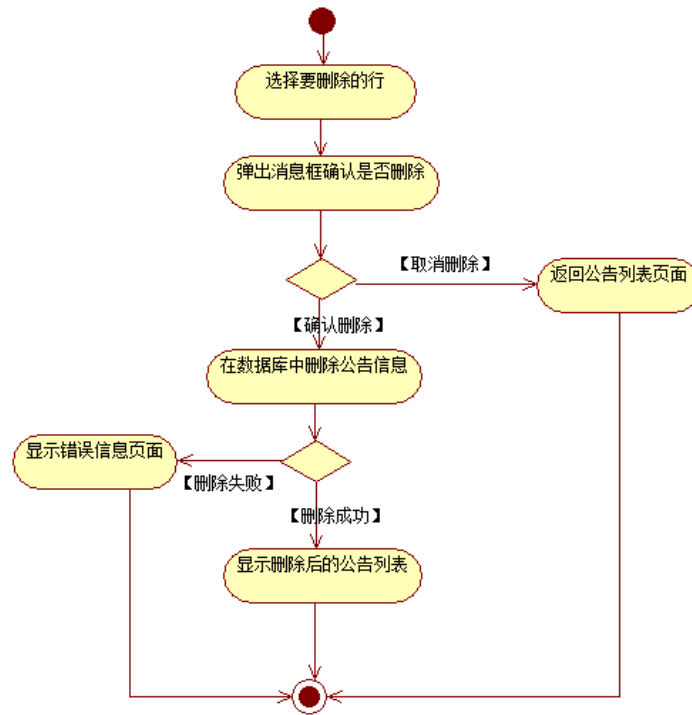 选择要删除的行
弹出消息框确认是否删除
【取消删除】
返回公告列表页面
【确认删除】
在数据库中删除公告信息
显示错误信息页面
【删除失败】
【删除成功】
显示删除后的公告列表